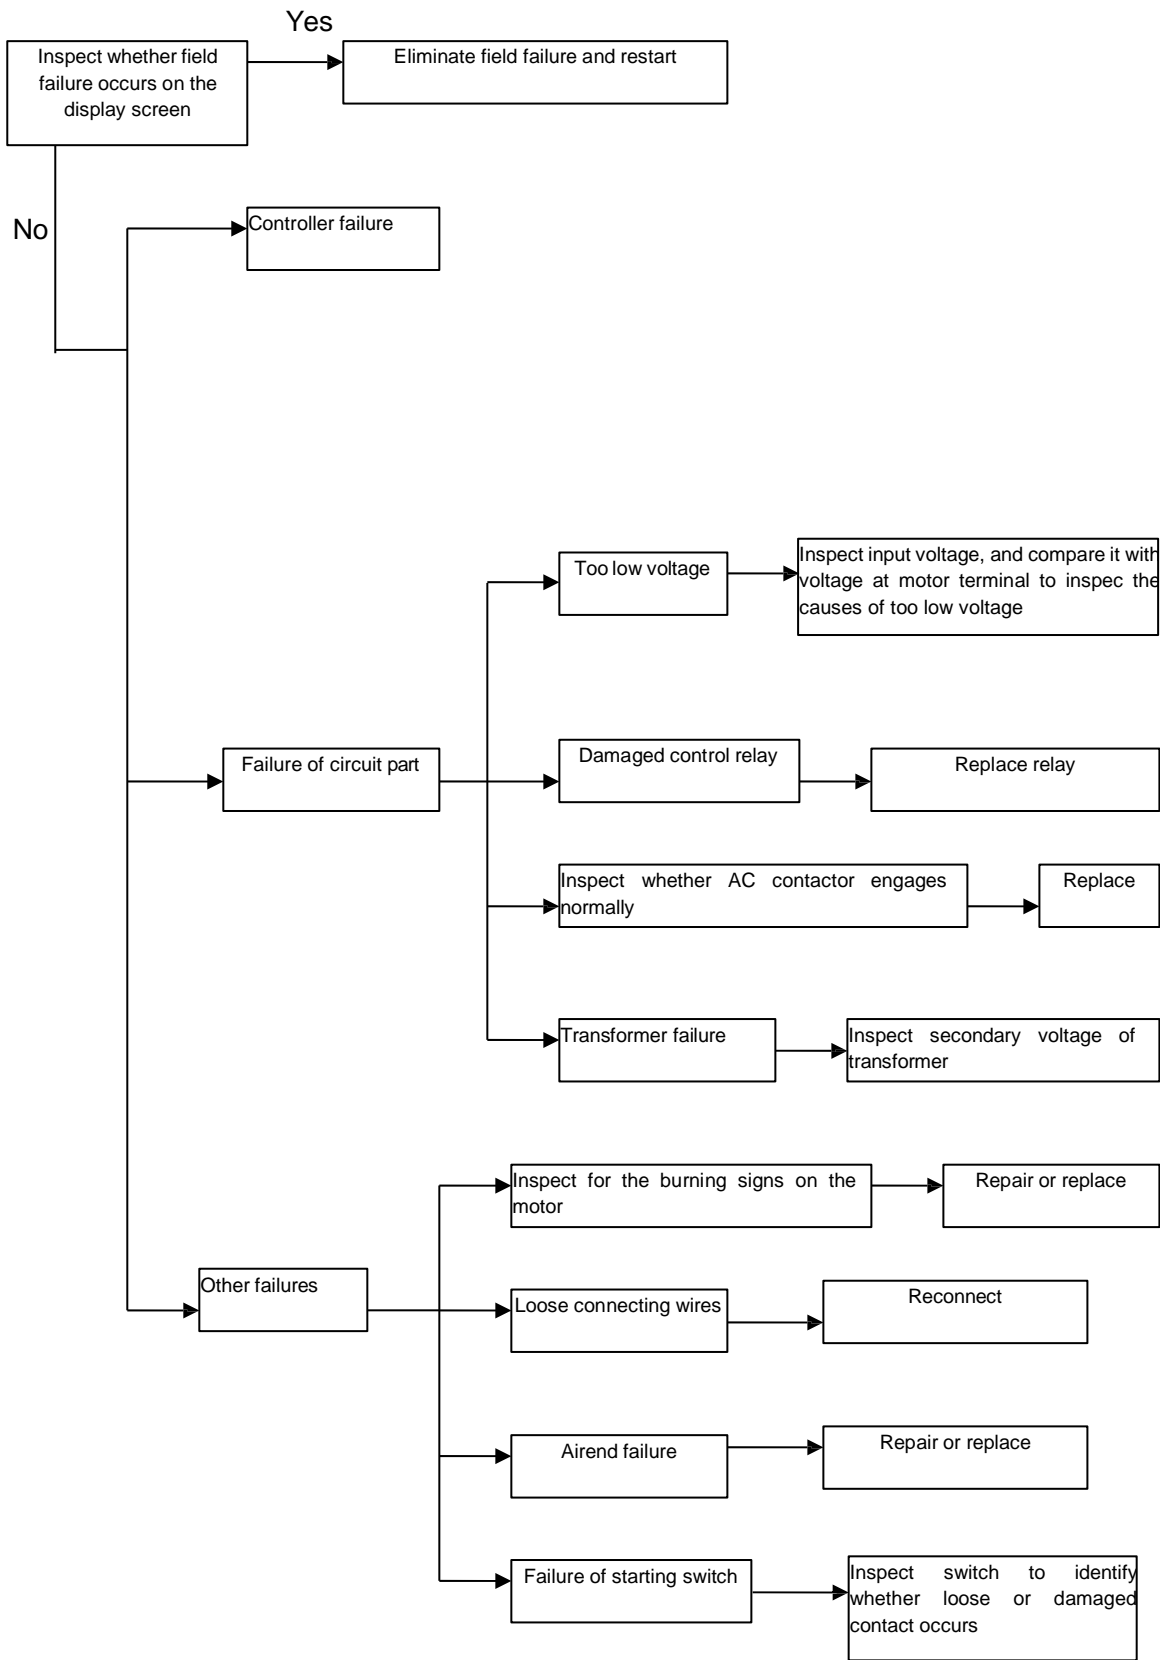 Yes
Inspect whether field
failure occurs on the
display screen
Eliminate field failure and restart
No
Controller failure
Too low voltage
Inspect input voltage, and compare it with
voltage at motor terminal to inspec the
causes of too low voltage
Failure of circuit part
Damaged control relay
Replace relay
Inspect whether AC contactor engages
normally
Replace
Transformer failure
Inspect secondary voltage of
transformer
Inspect for the burning signs on the
motor
Repair or replace
Other failures
Loose connecting wires
Reconnect
Airend failure
Repair or replace
Failure of starting switch
Inspect switch to identify
whether loose or damaged
contact occurs